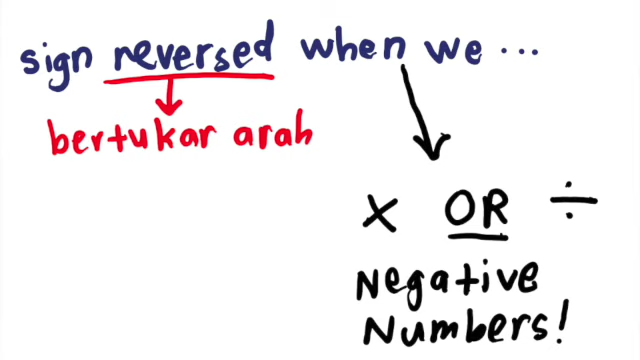 sign reversed when we ...
bertukar arah
× OR ÷
Negative
Numbers!